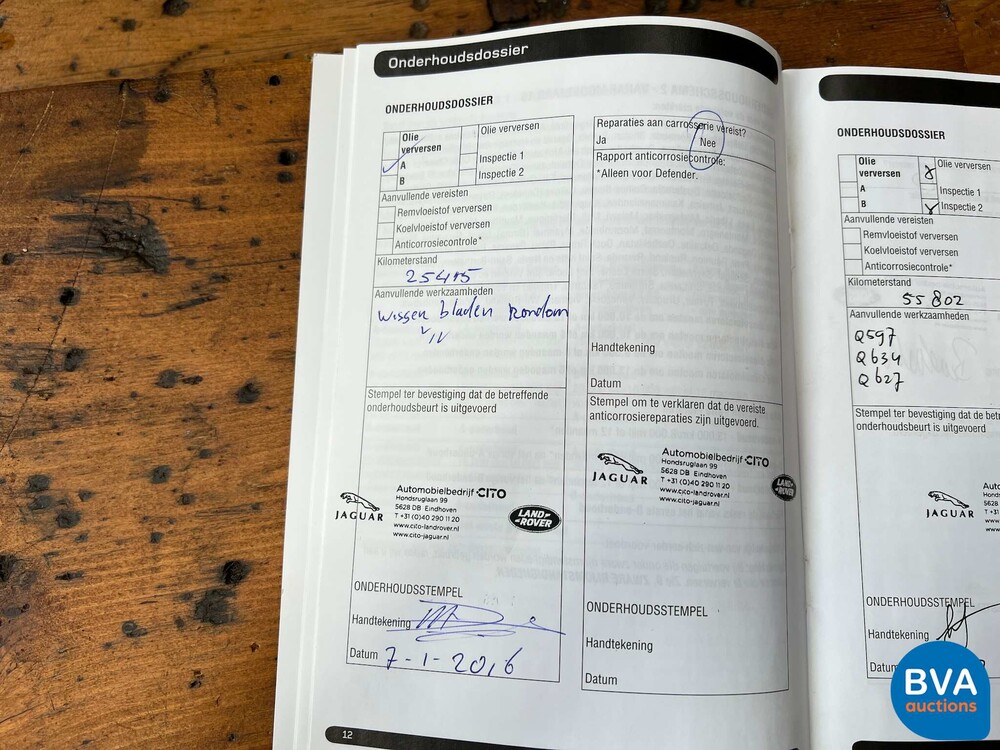 Onderhoudsdossier
ONDERHOUDSDOSSIER
Olie verversen
Olie
verversen
A
Inspectie 1
B
Inspectie 2
Aanvullende vereisten
Remvloeistof verversen
Koelvloeistof verversen
Anticorrosiecontrole*
Kilometerstand
Aanvullende werkzaamheden
wissen bladen rondom
Stempel ter bevestiging dat de betreffende
onderhoudsbeurt is uitgevoerd
Automobielbedrijf CITO
Hondsruglaan 99
5628 DB Eindhoven
T +31 (0)40 290 11 20
www.cito-landrover.nl
www.cito-jaguar.nl
JAGUAR
LAND ROVER
ONDERHOUDSSTEMPEL
Handtekening
Datum 7-1-2016
12
Reparaties aan carrosserie vereist?
Ja Nee
Rapport anticorrosiecontrole:
*Alleen voor Defender.
Handtekening
Datum
Stempel om te verklaren dat de vereiste
anticorrosiereparaties zijn uitgevoerd.
Automobielbedrijf CITO
Hondsruglaan 99
5628 DB Eindhoven
T +31 (0)40 290 11 20
www.cito-landrover.nl
www.cito-jaguar.nl
JAGUAR
LAND ROVER
ONDERHOUDSSTEMPEL
Handtekening
Datum
ONDERHOUDSDOSSIER
Olie
verversen
Olie verversen
A
Inspectie 1
B
Inspectie 2
Aanvullende vereisten
Remvloeistof verversen
Koelvloeistof verversen
Anticorrosiecontrole*
Kilometerstand
55802
Aanvullende werkzaamheden
Q597
Q634
Q627
Stempel ter bevestiging dat de
onderhoudsbeurt is uitgevoerd
JAGUAR
ONDERHOUDSSTEMPEL
Handtekening
BVA
auctions